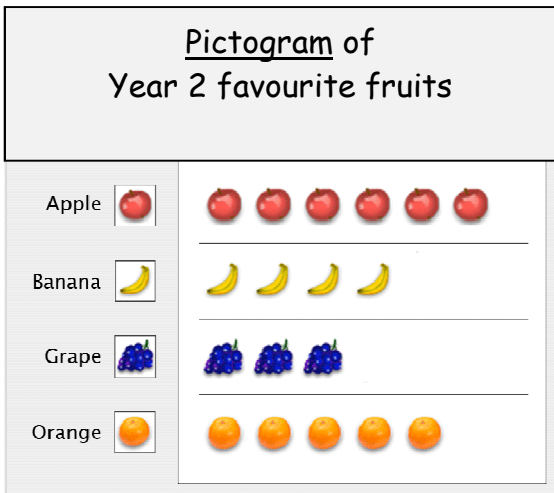 Pictogram of
Year 2 favourite fruits
Apple
Banana
Grape
Orange